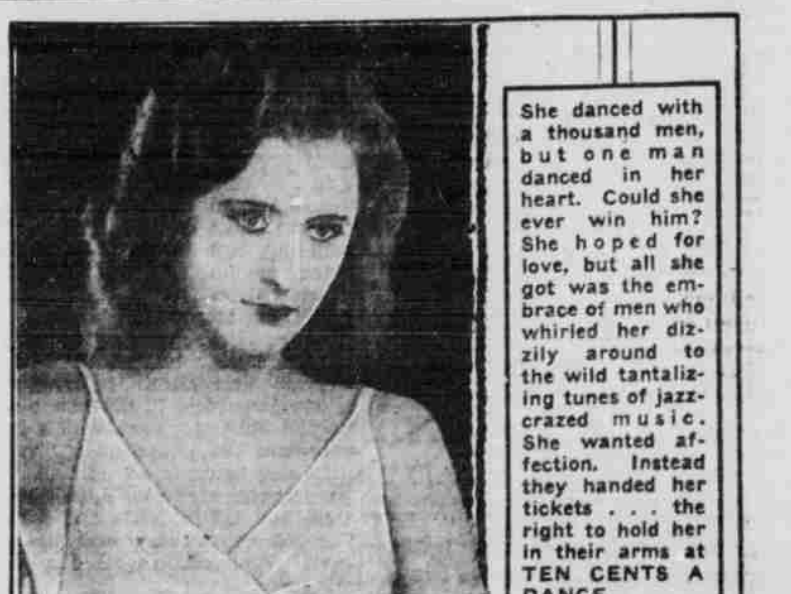 She danced with
a thousand men,
but one man
danced in her
heart. Could she
ever win him?
She hoped for
love, but all she
got was the em-
brace of men who
whirled her diz-
zily around to
the wild tantaliz-
ing tunes of jazz-
crazed music.
She wanted af-
fection. Instead
they handed her
tickets . . . the
right to hold her
in their arms at
TEN CENTS A
DANCE